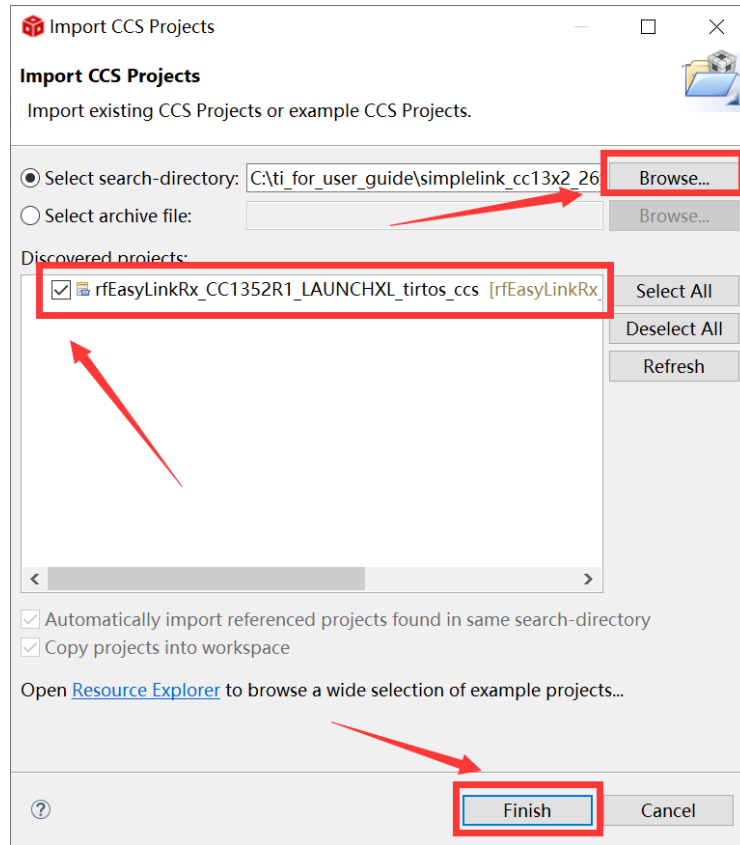 Import CCS Projects
Import CCS Projects
Import existing CCS Projects or example CCS Projects.
Select search-directory: C:\ti_for_user_guide\simplelink_cc13x2_26 Browse...
Select archive file: Browse...
Discovered projects:
rfEasyLinkRx_CC1352R1_LAUNCHXL_tirtos_ccs [rfEasyLinkRx_ Select All
Deselect All
Refresh
Automatically import referenced projects found in same search-directory
Copy projects into workspace
Open Resource Explorer to browse a wide selection of example projects...
? Finish Cancel